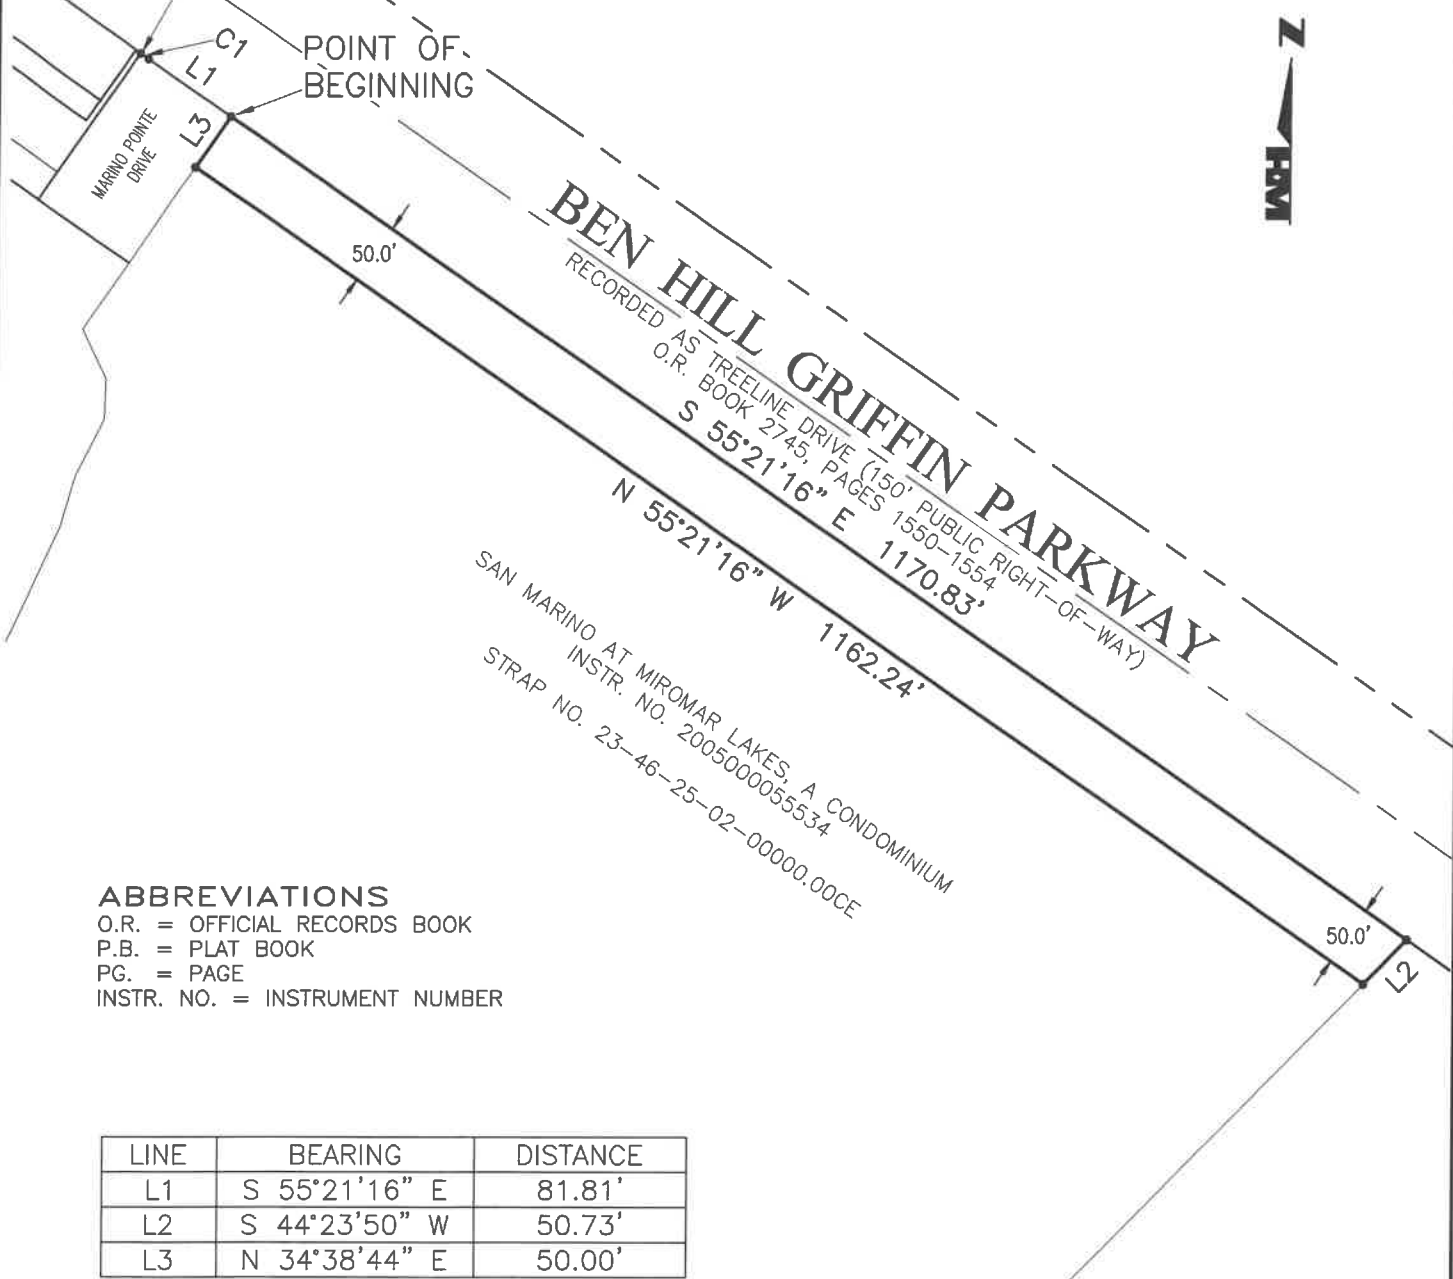 C1
L1
POINT OF
BEGINNING
L3
MARINO POINTE
DRIVE
50.0'
N
HM
BEN HILL GRIFFIN PARKWAY
RECORDED AS TREELINE DRIVE (150' PUBLIC RIGHT-OF-WAY)
O.R. BOOK 2745, PAGES 1550-1554
S 55°21'16" E 1170.83'
N 55°21'16" W 1162.24'
SAN MARINO AT MIROMAR LAKES, A CONDOMINIUM
INSTR. NO. 2005000055534
STRAP NO. 23-46-25-02-00000.00CE
50.0'
L2
ABBREVIATIONS
O.R. = OFFICIAL RECORDS BOOK
P.B. = PLAT BOOK
PG. = PAGE
INSTR. NO. = INSTRUMENT NUMBER
LINE BEARING DISTANCE
L1 S 55°21'16" E 81.81'
L2 S 44°23'50" W 50.73'
L3 N 34°38'44" E 50.00'